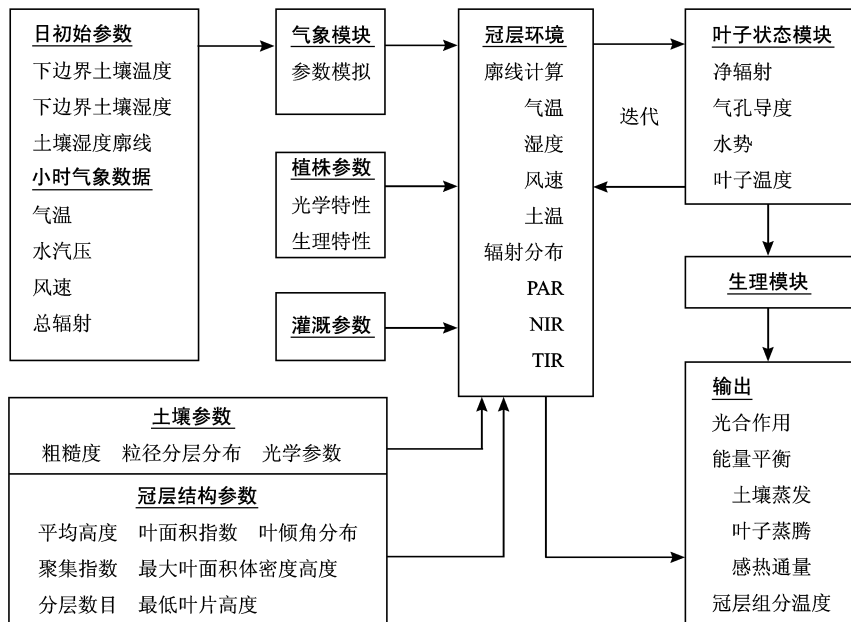 日初始参数
下边界土壤温度
下边界土壤湿度
土壤湿度廓线
小时气象数据
气温
水汽压
风速
总辐射
气象模块
参数模拟
植株参数
光学特性
生理特性
灌溉参数
冠层环境
廓线计算
气温
湿度
风速
土温
辐射分布
PAR
NIR
TIR
迭代
叶子状态模块
净辐射
气孔导度
水势
叶子温度
生理模块
输出
光合作用
能量平衡
土壤蒸发
叶子蒸腾
感热通量
冠层组分温度
土壤参数
粗糙度 粒径分层分布 光学参数
冠层结构参数
平均高度 叶面积指数 叶倾角分布
聚集指数 最大叶面积体密度高度
分层数目 最低叶片高度